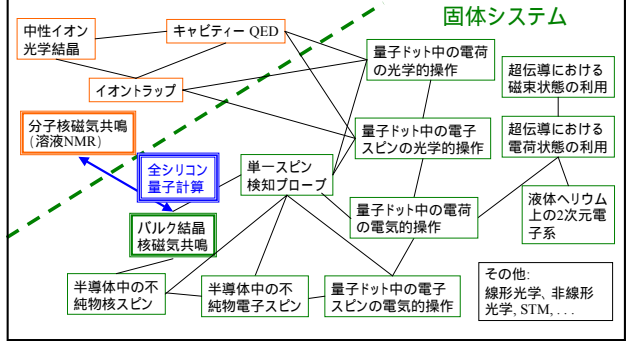 固体システム
中性イオン
光学結晶
キャビティー QED
イオントラップ
量子ドット中の電荷
の光学的操作
超伝導における
磁束状態の利用
分子核磁気共鳴
(溶液NMR)
全シリコン
量子計算
単一スピン
検知プローブ
量子ドット中の電子
スピンの光学的操作
超伝導における
電荷状態の利用
バルク結晶
核磁気共鳴
量子ドット中の電荷
の電気的操作
液体ヘリウム
上の2次元電
子系
半導体中の不
純物核スピン
半導体中の不
純物電子スピン
量子ドット中の電子
スピンの電気的操作
その他:
線形光学、非線形
光学, STM, . . .